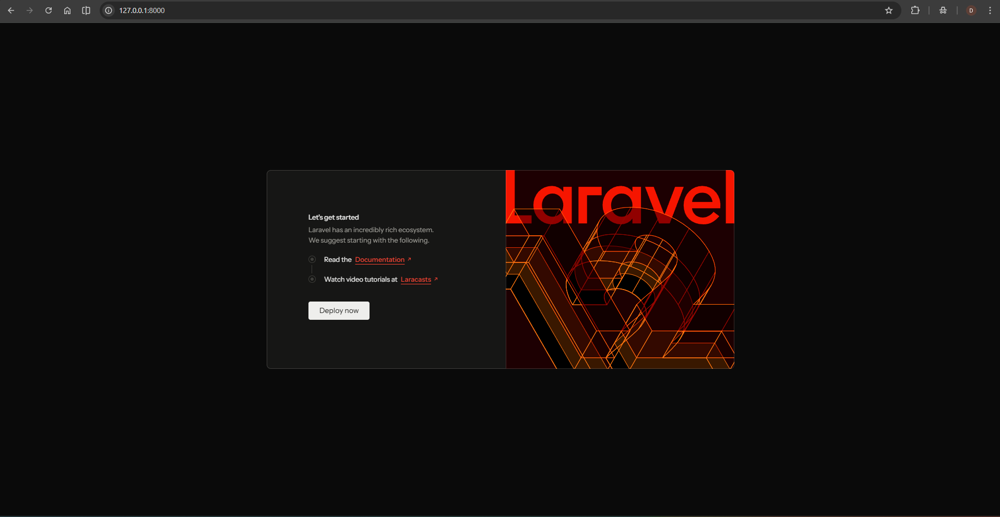 127.0.0.1:8000
D
Let's get started
Laravel has an incredibly rich ecosystem.
We suggest starting with the following.
Read the Documentation
Watch video tutorials at Laracasts
Deploy now
Laravel